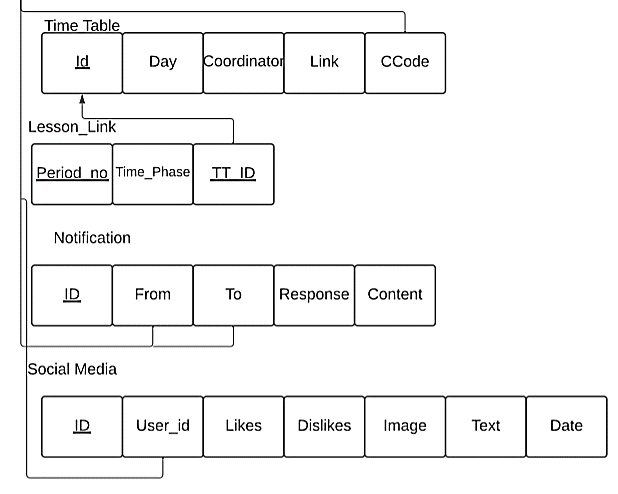 Time Table
Id Day Coordinator Link CCode
Lesson_Link
Period_no Time_Phase TT_ID
Notification
ID From To Response Content
Social Media
ID User_id Likes Dislikes Image Text Date